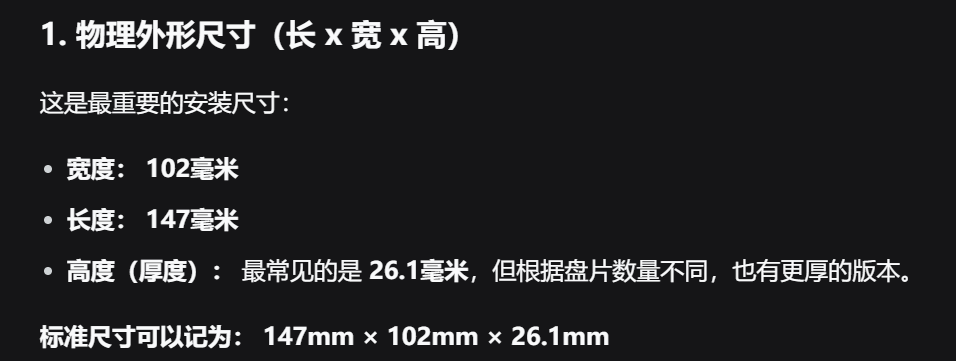 1. 物理外形尺寸（长 x 宽 x 高）
这是最重要的安装尺寸：
• 宽度： 102毫米
• 长度： 147毫米
• 高度（厚度）： 最常见的是 26.1毫米，但根据盘片数量不同，也有更厚的版本。
标准尺寸可以记为： 147mm × 102mm × 26.1mm